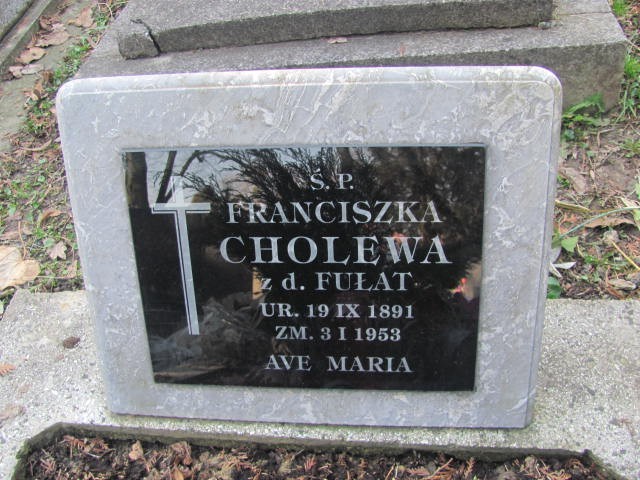 Ś.P.
FRANCISZKA
CHOLEWA
z d. FUŁAT
UR. 19 IX 1891
ZM. 3 I 1953
AVE MARIA